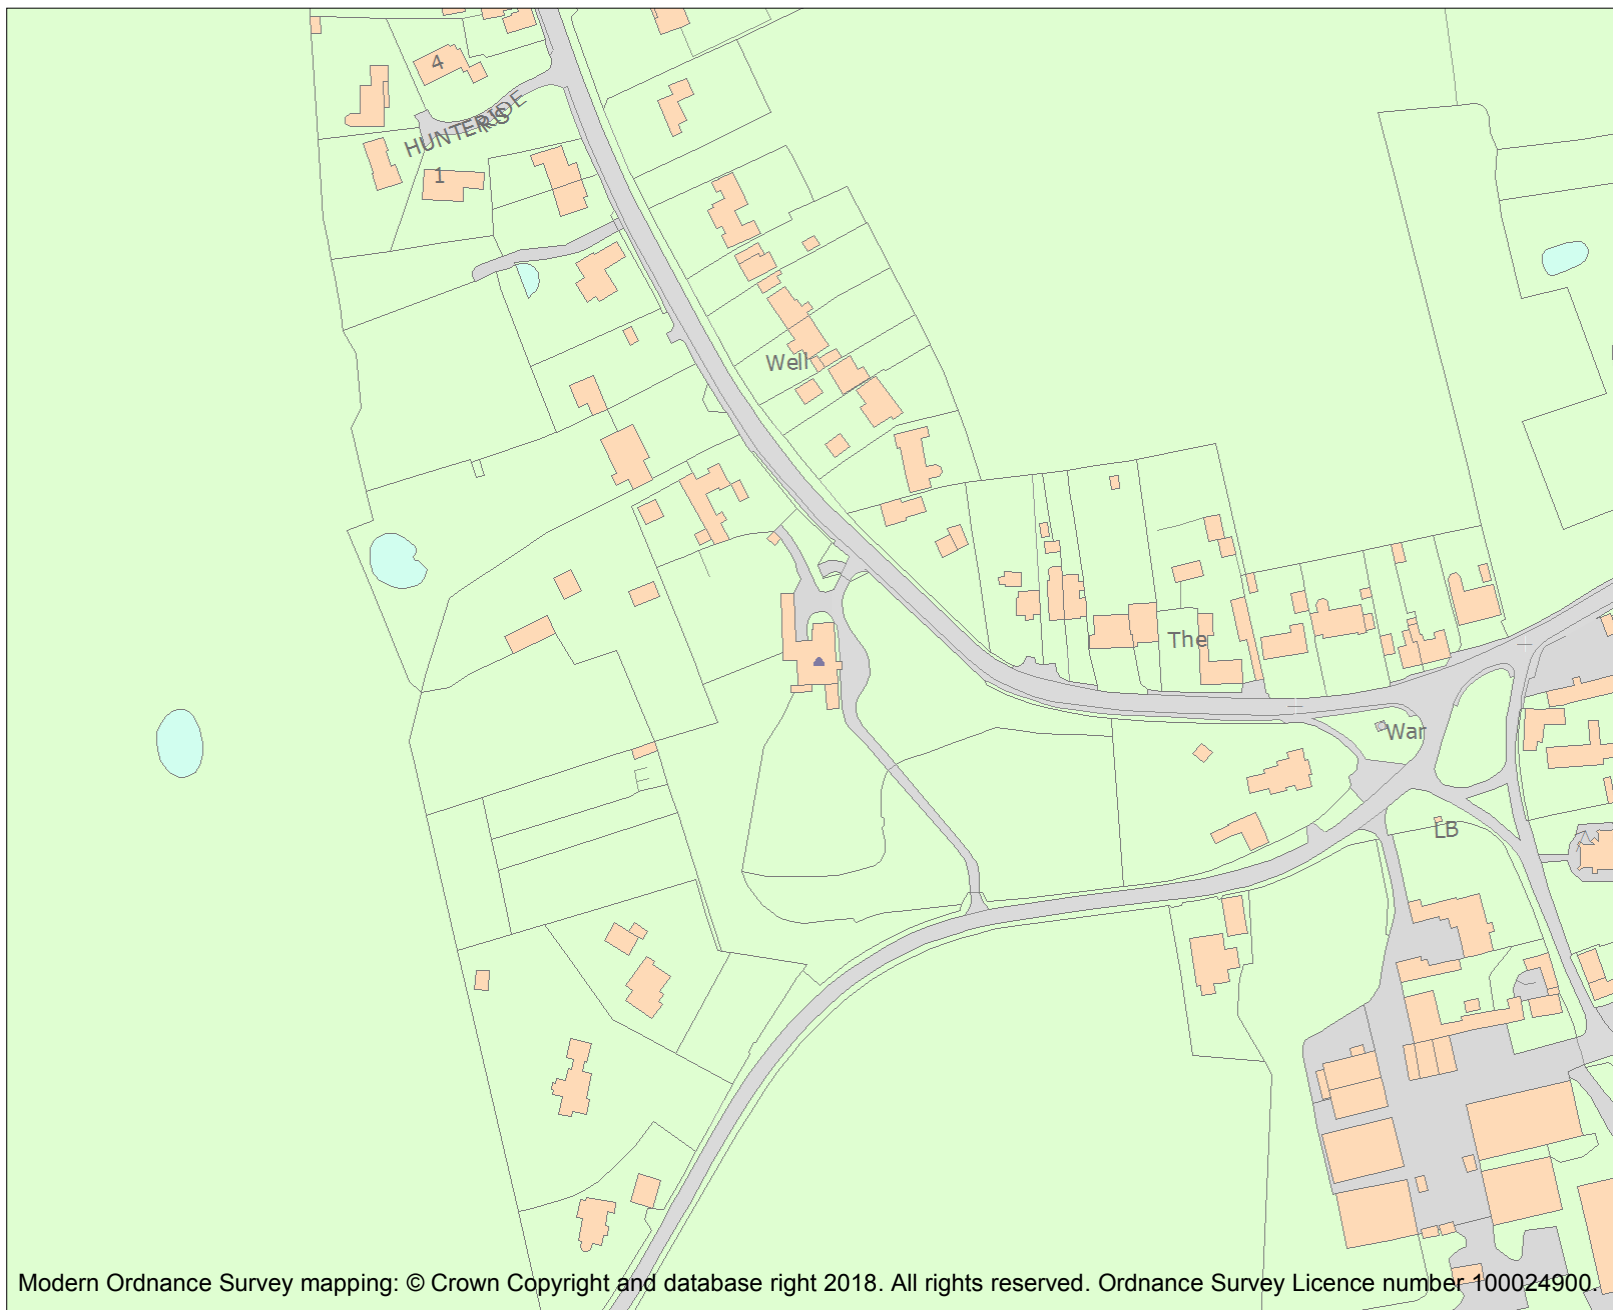 4
HUNTERS RIDE
1
Well
The
War
LB
Modern Ordnance Survey mapping: © Crown Copyright and database right 2018. All rights reserved. Ordnance Survey Licence number 100024900.